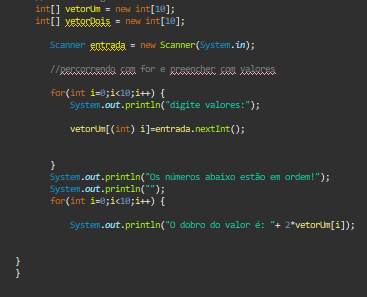 int[] vetorUm = new int[10];
int[] yetorDois = new int[10];
Scanner entrada = new Scanner(System.in);
//percorrendo com for e preencher com valores
for(int i=0;i<10;i++) {
System.out.println("digite valores:");
vetorUm[(int) i]=entrada.nextInt();
}
System.out.println("Os números abaixo estão em ordem!");
System.out.println("");
for(int i=0;i<10;i++) {
System.out.println("O dobro do valor é: "+ 2*vetorUm[i]);
}
}